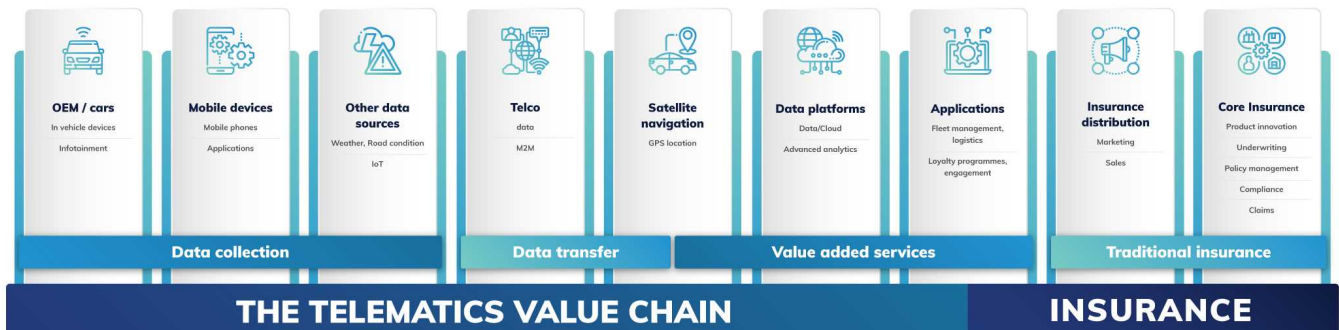 OEM / cars
In vehicle devices
Infotainment
Mobile devices
Mobile phones
Applications
Other data
sources
Weather, Road condition
IoT
Telco
data
M2M
Satellite
navigation
GPS location
Data platforms
Data/Cloud
Advanced analytics
Applications
Fleet management,
logistics
Loyalty programmes,
engagement
Insurance
distribution
Marketing
Sales
Core Insurance
Product innovation
Underwriting
Policy management
Compliance
Claims
Data collection
Data transfer
Value added services
Traditional insurance
THE TELEMATICS VALUE CHAIN
INSURANCE